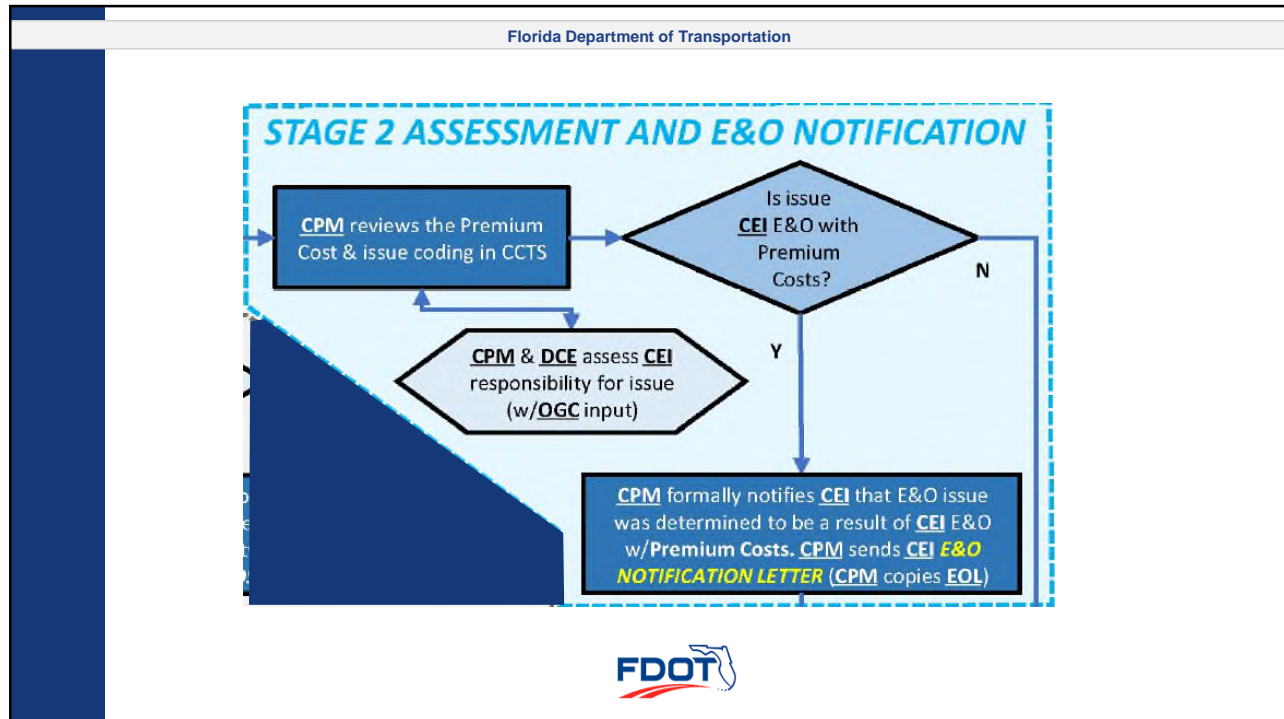 Florida Department of Transportation
STAGE 2 ASSESSMENT AND E&O NOTIFICATION
CPM reviews the Premium
Cost & issue coding in CCTS
Is issue
CEI E&O with
Premium
Costs?
N
Y
CPM & DCE assess CEI
responsibility for issue
(w/OGC input)
CPM formally notifies CEI that E&O issue
was determined to be a result of CEI E&O
w/Premium Costs. CPM sends CEI E&O
NOTIFICATION LETTER (CPM copies EOL)
FDOT